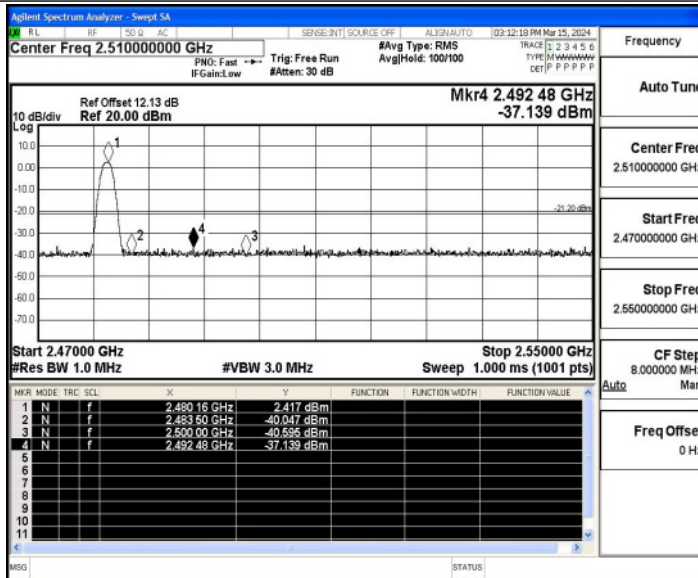 Agilent Spectrum Analyzer - Swept SA
RL RF 50 Ω AC SENSE:INT SOURCE OFF ALIGNAUTO 03:12:18 PM Mar 15, 2024
Center Freq 2.510000000 GHz
PNO: Fast
IFGain:Low
Trig: Free Run
#Atten: 30 dB
#Avg Type: RMS
Avg|Hold: 100/100
TRACE 1 2 3 4 5 6
TYPE M W W W W W
DET P P P P P P
Frequency
Auto Tune
Center Freq
2.510000000 GHz
Start Freq
2.470000000 GHz
Stop Freq
2.550000000 GHz
CF Step
8.000000 MHz
Auto Man
Freq Offset
0 Hz
Mkr4 2.492 48 GHz
-37.139 dBm
Ref Offset 12.13 dB
10 dB/div Ref 20.00 dBm
Log
10.0
0.00
-10.0
-20.0
-30.0
-40.0
-50.0
-60.0
-70.0
1
2
4
3
-21.20 dBm
Start 2.47000 GHz Stop 2.55000 GHz
#Res BW 1.0 MHz #VBW 3.0 MHz Sweep 1.000 ms (1001 pts)
MKR MODE TRC SCL X Y FUNCTION FUNCTION WIDTH FUNCTION VALUE
1 N f 2.480 16 GHz 2.417 dBm
2 N f 2.483 50 GHz -40.047 dBm
3 N f 2.500 00 GHz -40.595 dBm
4 N f 2.492 48 GHz -37.139 dBm
5
6
7
8
9
10
11
MSG STATUS